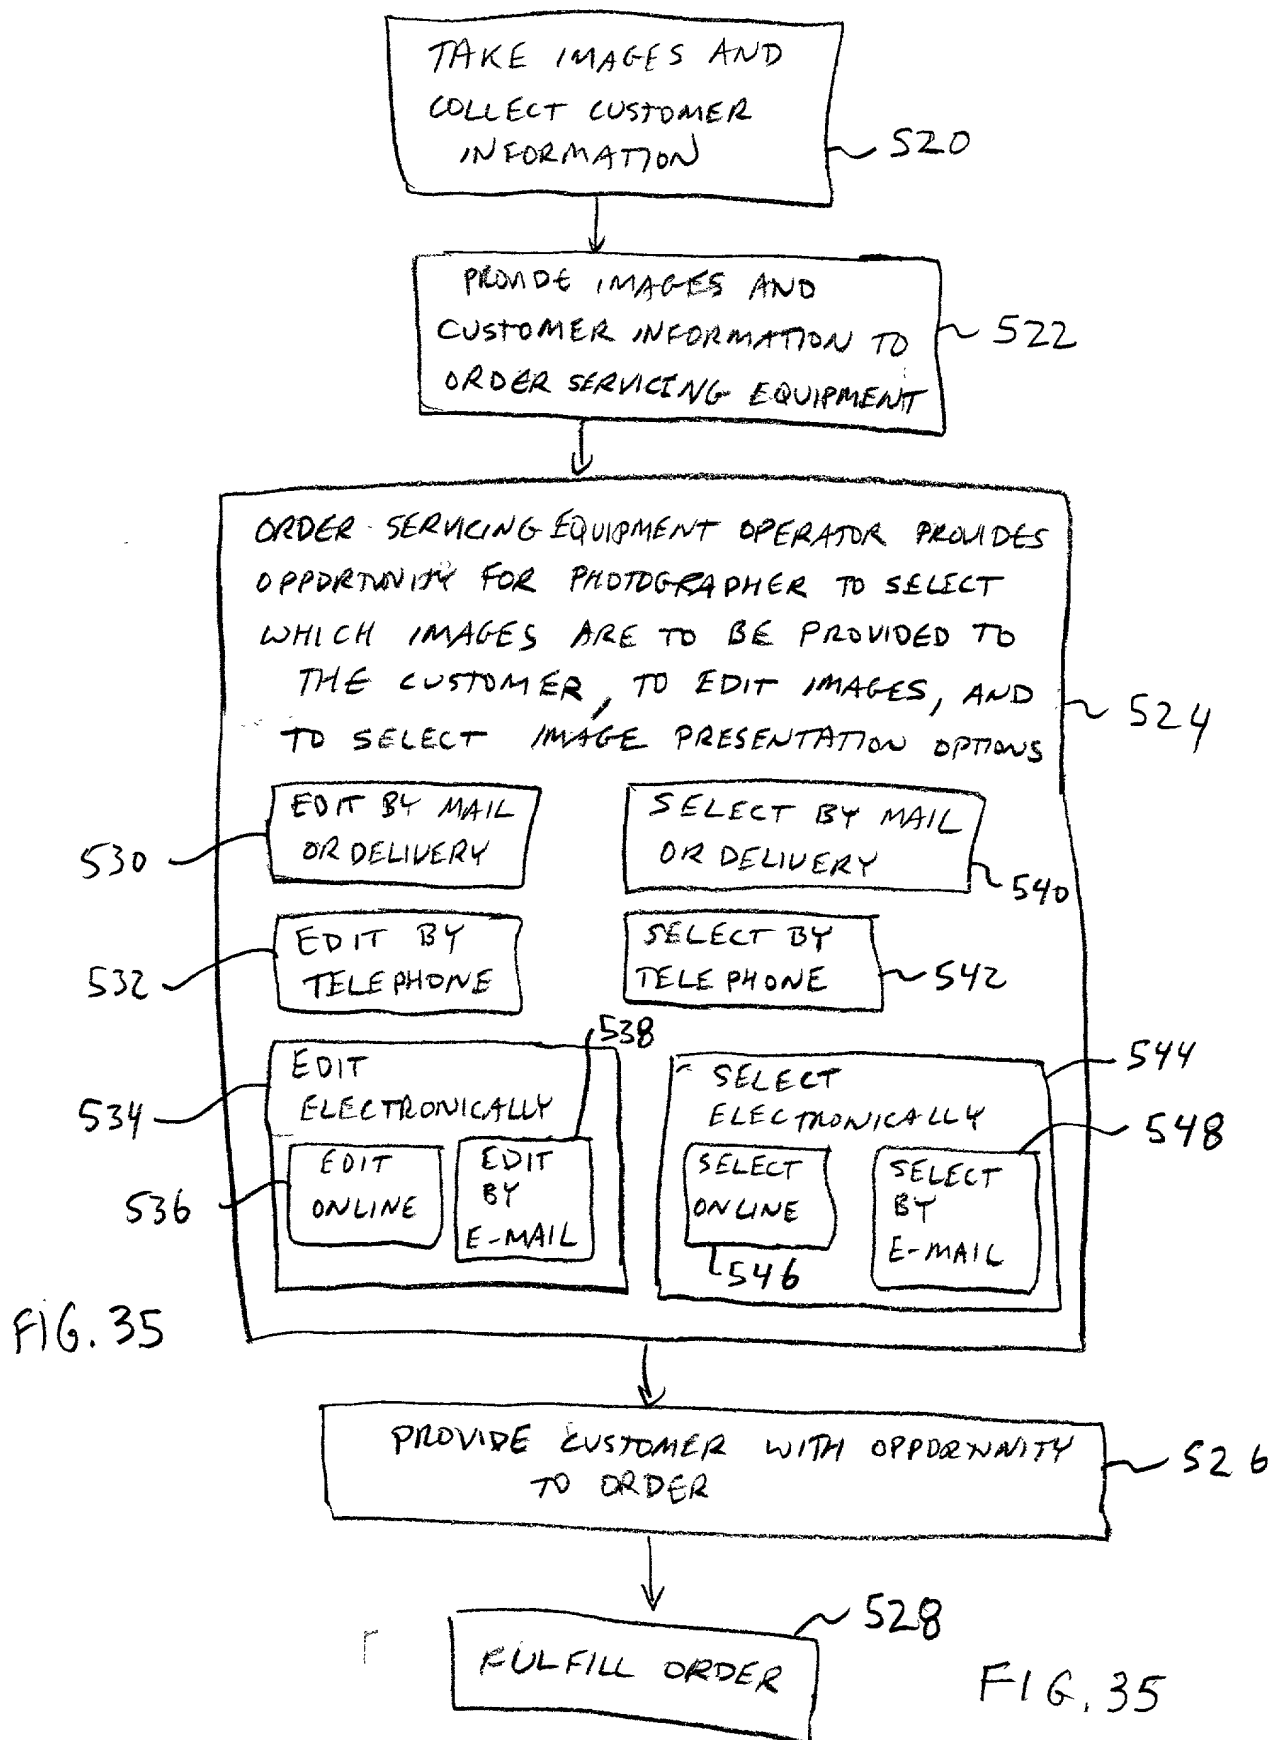 TAKE IMAGES AND
COLLECT CUSTOMER
INFORMATION
520
PROVIDE IMAGES AND
CUSTOMER INFORMATION TO
ORDER SERVICING EQUIPMENT
522
ORDER SERVICING EQUIPMENT OPERATOR PROVIDES
OPPORTUNITY FOR PHOTOGRAPHER TO SELECT
WHICH IMAGES ARE TO BE PROVIDED TO
THE CUSTOMER, TO EDIT IMAGES, AND
TO SELECT IMAGE PRESENTATION OPTIONS
524
EDIT BY MAIL
OR DELIVERY
530
SELECT BY MAIL
OR DELIVERY
540
EDIT BY
TELEPHONE
532
SELECT BY
TELEPHONE
542
EDIT
ELECTRONICALLY
534
538
EDIT
ONLINE
536
EDIT
BY
E-MAIL
SELECT
ELECTRONICALLY
544
548
SELECT
ONLINE
546
SELECT
BY
E-MAIL
FIG. 35
PROVIDE CUSTOMER WITH OPPORTUNITY
TO ORDER
526
FULFILL ORDER
528
FIG. 35